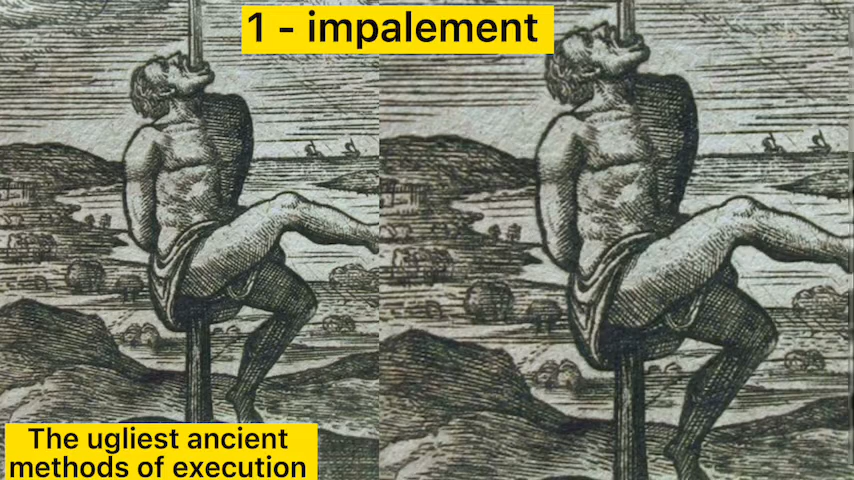 1 - impalement
The ugliest ancient
methods of execution